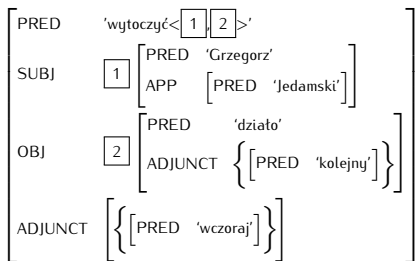 PRED ‘wytoczyć<1,2>’
SUBJ 1 PRED ‘Grzegorz’
APP PRED ‘Jedamski’
OBJ 2 PRED ‘działo’
ADJUNCT { PRED ‘kolejny’ }
ADJUNCT { PRED ‘wczoraj’ }